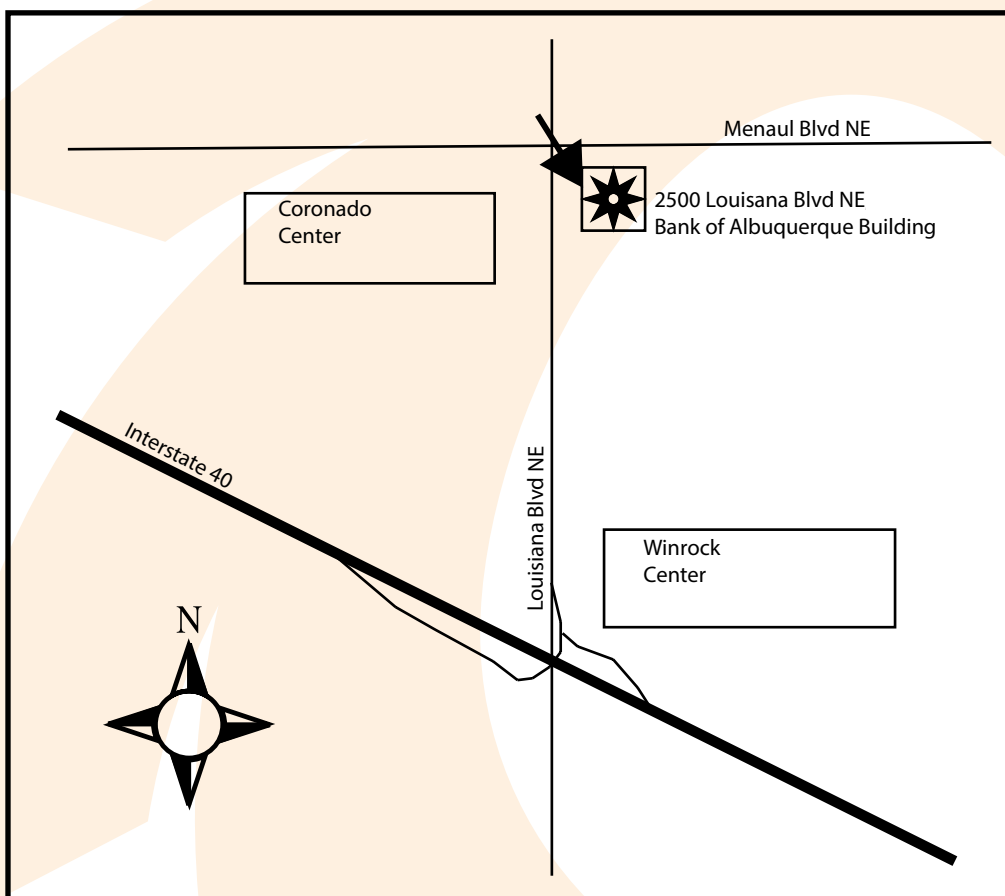 Menaul Blvd NE
2500 Louisana Blvd NE
Bank of Albuquerque Building
Coronado
Center
Interstate 40
Louisiana Blvd NE
Winrock
Center
N